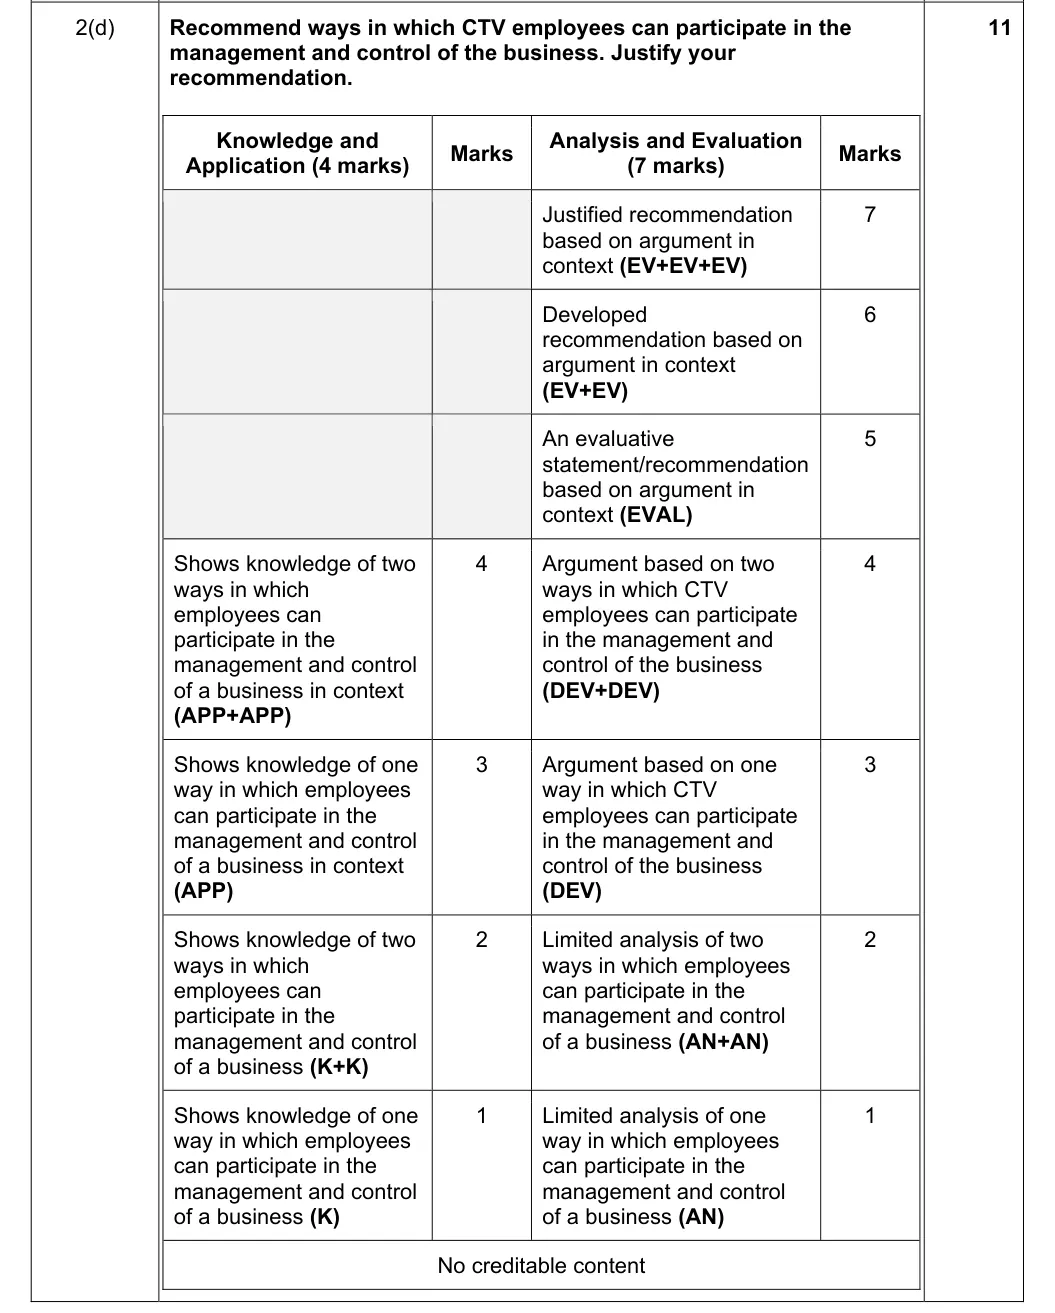 2(d)
Recommend ways in which CTV employees can participate in the
management and control of the business. Justify your
recommendation.
11
Knowledge and
Application (4 marks)
Marks
Analysis and Evaluation
(7 marks)
Marks
Justified recommendation
based on argument in
context (EV+EV+EV)
7
Developed
recommendation based on
argument in context
(EV+EV)
6
An evaluative
statement/recommendation
based on argument in
context (EVAL)
5
Shows knowledge of two
ways in which
employees can
participate in the
management and control
of a business in context
(APP+APP)
4
Argument based on two
ways in which CTV
employees can participate
in the management and
control of the business
(DEV+DEV)
4
Shows knowledge of one
way in which employees
can participate in the
management and control
of a business in context
(APP)
3
Argument based on one
way in which CTV
employees can participate
in the management and
control of the business
(DEV)
3
Shows knowledge of two
ways in which
employees can
participate in the
management and control
of a business (K+K)
2
Limited analysis of two
ways in which employees
can participate in the
management and control
of a business (AN+AN)
2
Shows knowledge of one
way in which employees
can participate in the
management and control
of a business (K)
1
Limited analysis of one
way in which employees
can participate in the
management and control
of a business (AN)
1
No creditable content